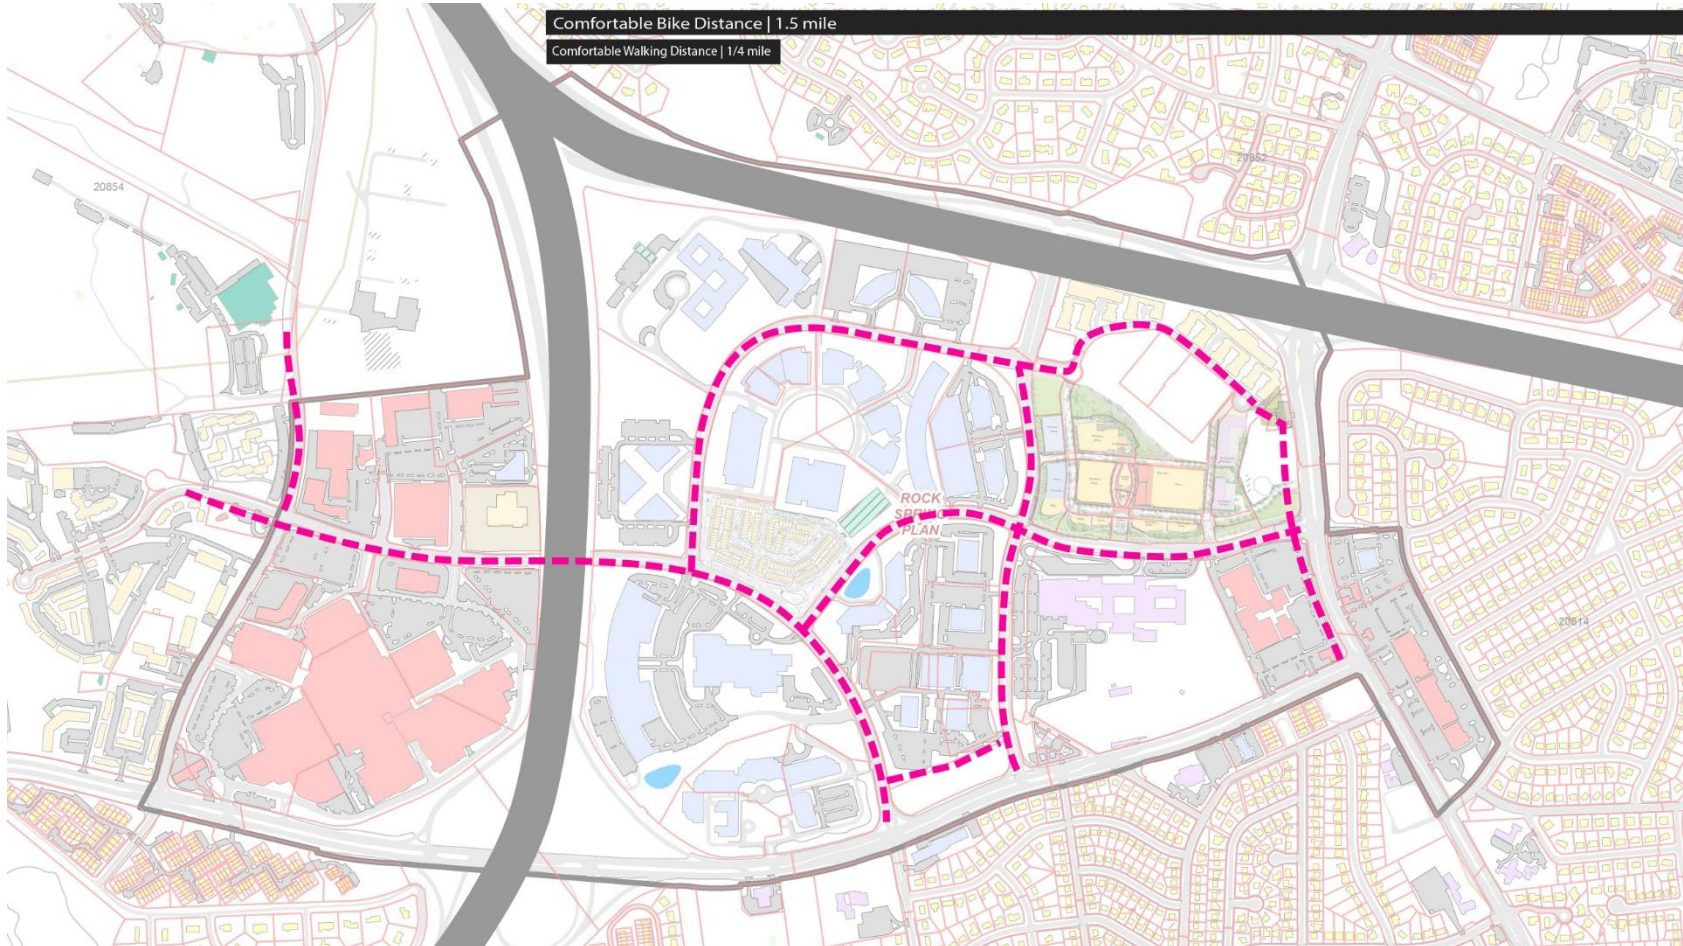 Comfortable Bike Distance | 1.5 mile
Comfortable Walking Distance | 1/4 mile
20852
20854
ROCK
SPRING
PLAN
20814